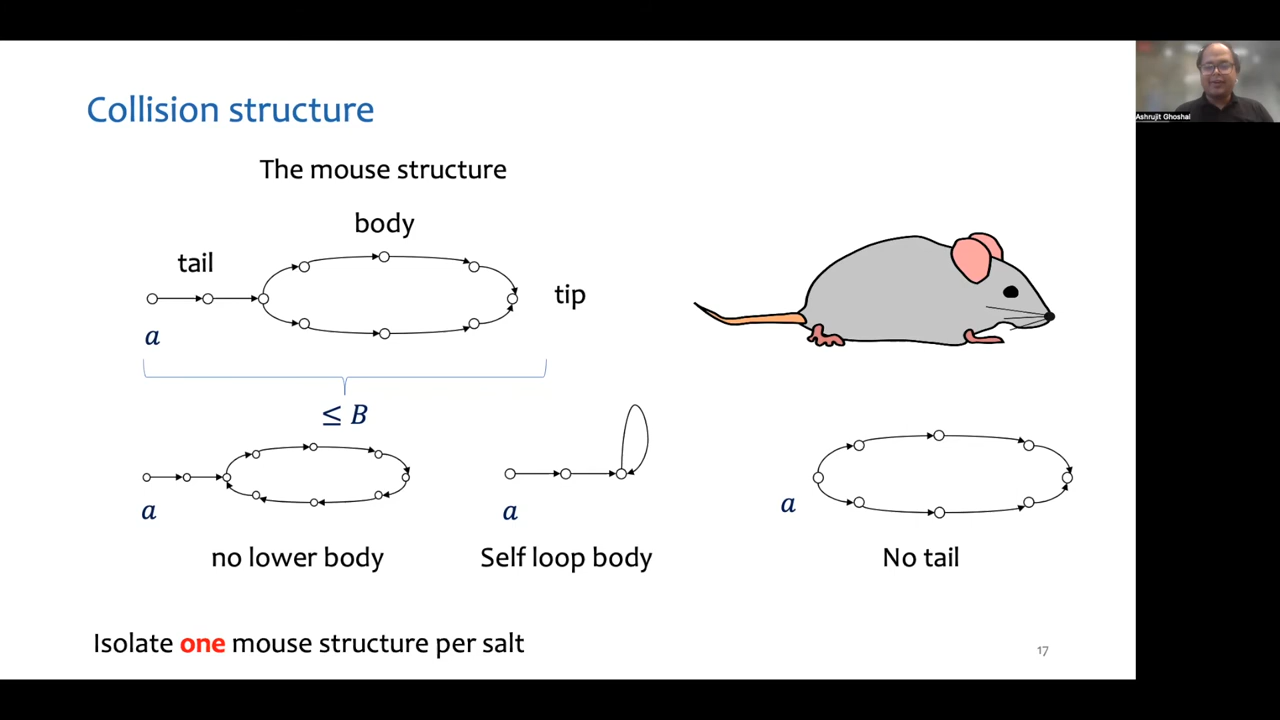 Collision structure
The mouse structure
body
tail
tip
a
≤ B
a
a
a
no lower body
Self loop body
No tail
Isolate one mouse structure per salt
17
Ashrujit Ghoshal